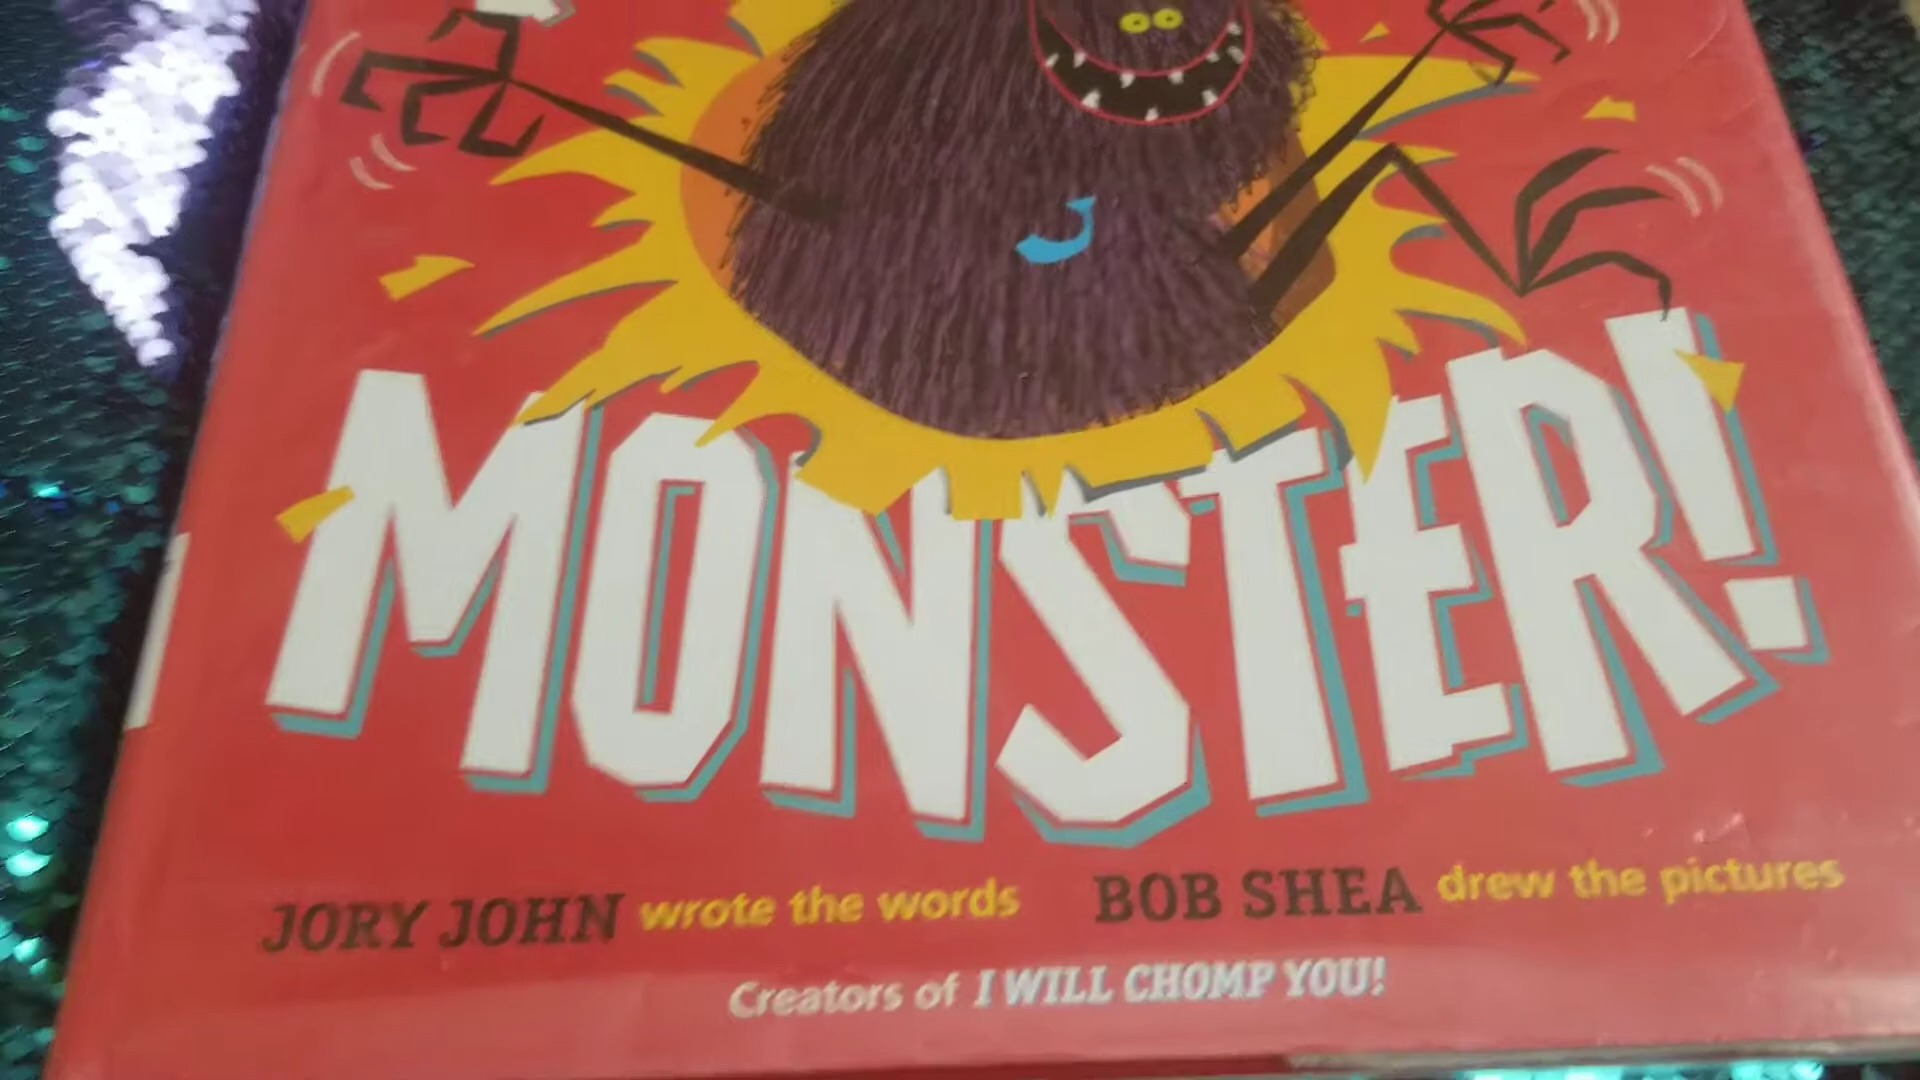 MONSTER!
JORY JOHN wrote the words BOB SHEA drew the pictures
Creators of I WILL CHOMP YOU!